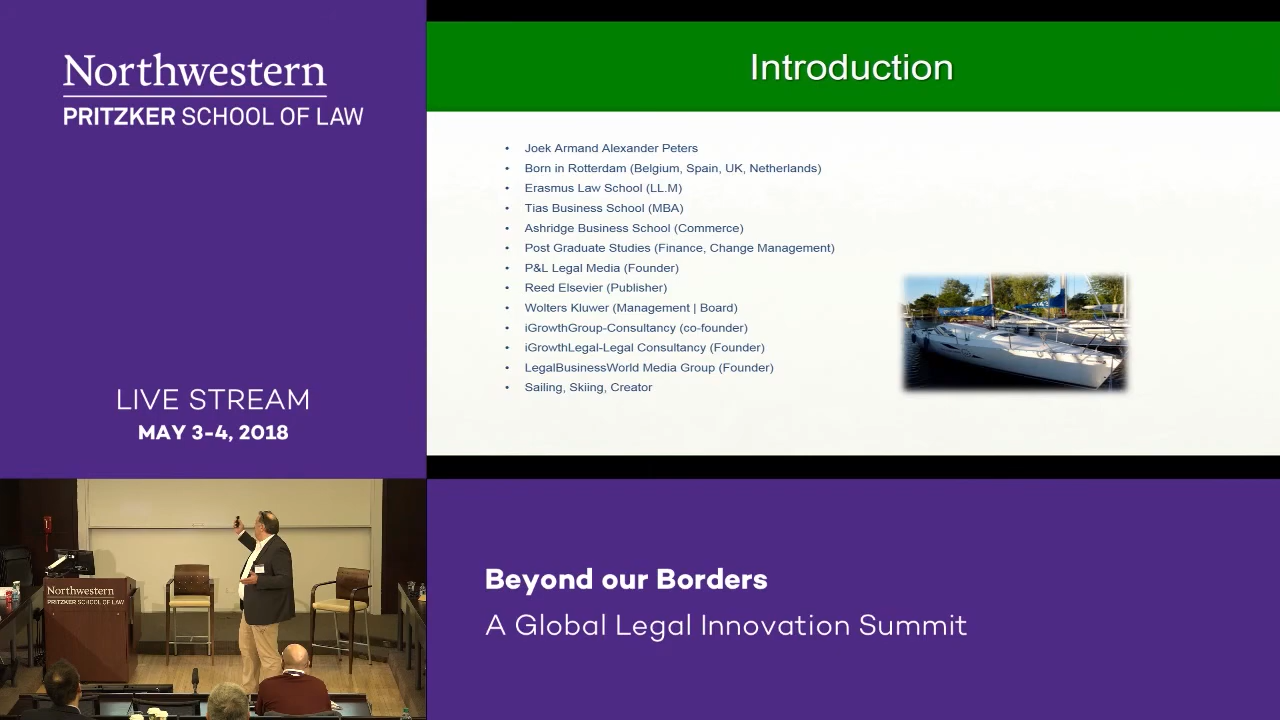 Northwestern
PRITZKER SCHOOL OF LAW
LIVE STREAM
MAY 3-4, 2018
Introduction
• Joek Armand Alexander Peters
• Born in Rotterdam (Belgium, Spain, UK, Netherlands)
• Erasmus Law School (LL.M)
• Tias Business School (MBA)
• Ashridge Business School (Commerce)
• Post Graduate Studies (Finance, Change Management)
• P&L Legal Media (Founder)
• Reed Elsevier (Publisher)
• Wolters Kluwer (Management | Board)
• iGrowthGroup-Consultancy (co-founder)
• iGrowthLegal-Legal Consultancy (Founder)
• LegalBusinessWorld Media Group (Founder)
• Sailing, Skiing, Creator
Northwestern
PRITZKER SCHOOL OF LAW
Beyond our Borders
A Global Legal Innovation Summit